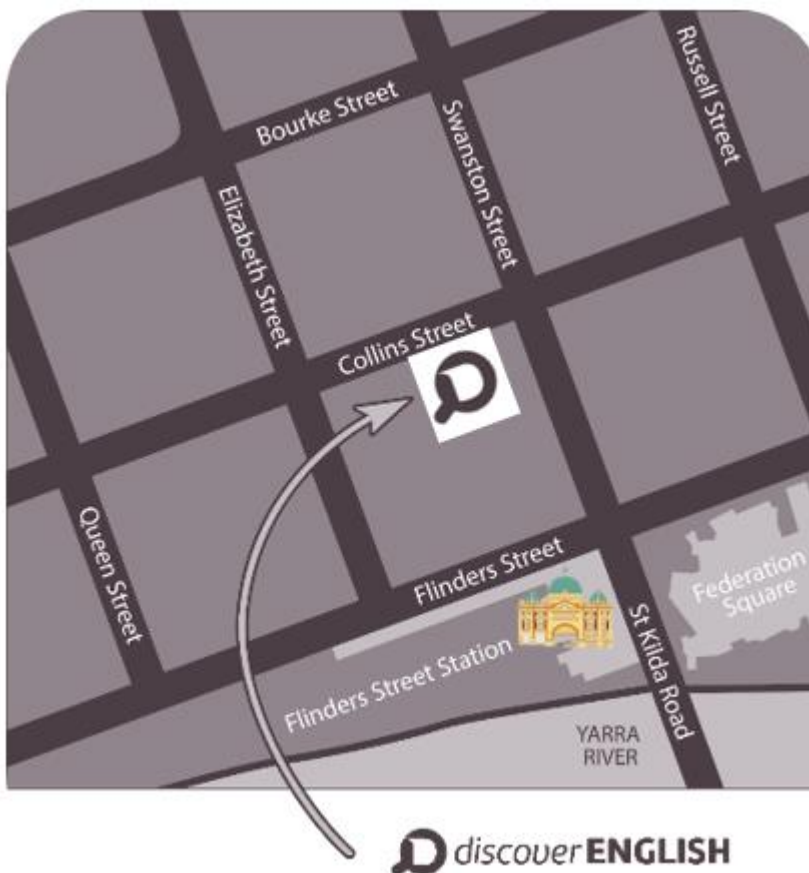 Bourke Street
Swanston Street
Russell Street
Elizabeth Street
Collins Street
Queen Street
Flinders Street
Federation
Square
Flinders Street Station
St Kilda Road
YARRA
RIVER
discover ENGLISH